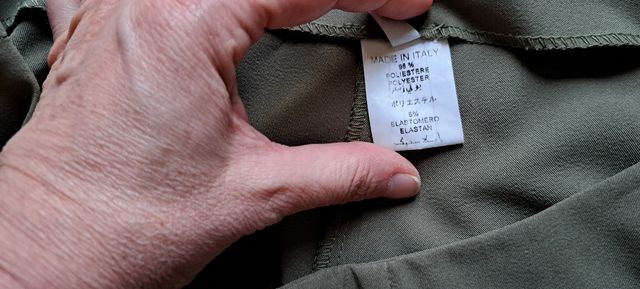 MADE IN ITALY
95 %
POLIESTERE
POLYESTER
ポリエステル
5%
ELASTOMERO
ELASTAN